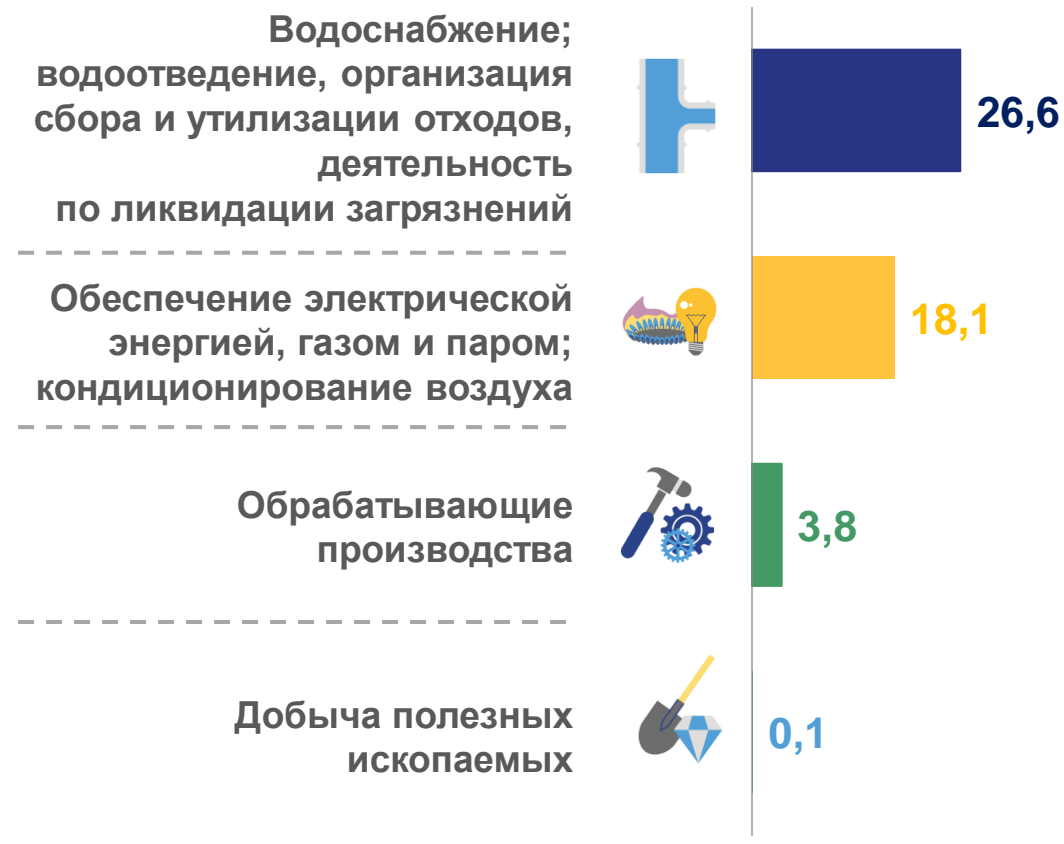 Водоснабжение;
водоотведение, организация
сбора и утилизации отходов,
деятельность
по ликвидации загрязнений
26,6
Обеспечение электрической
энергией, газом и паром;
кондиционирование воздуха
18,1
Обрабатывающие
производства
3,8
Добыча полезных
ископаемых
0,1